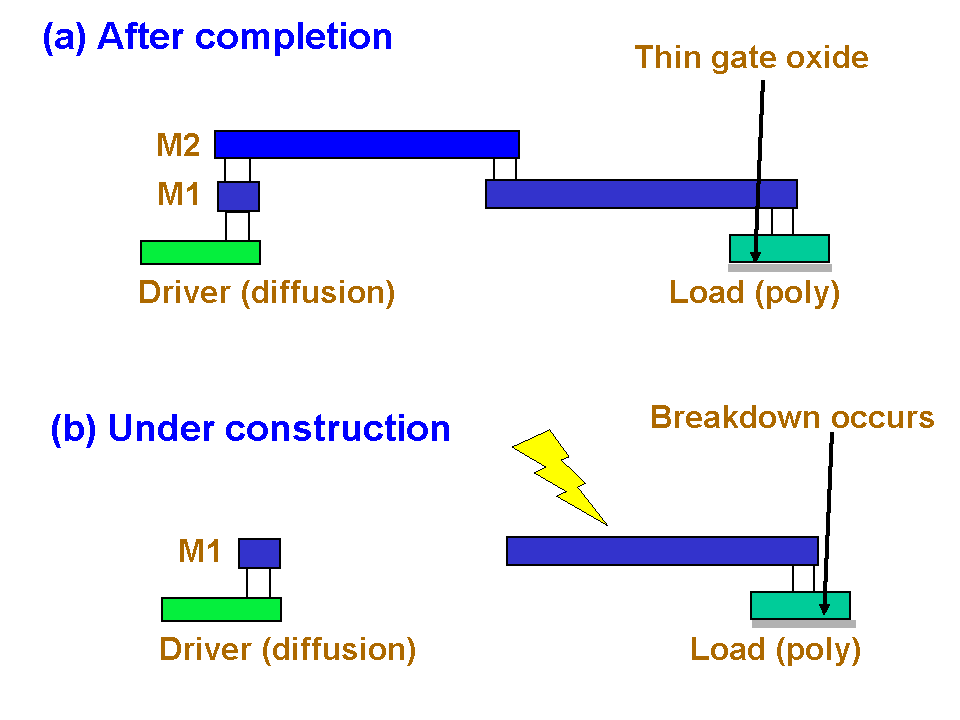 (a) After completion
Thin gate oxide
M2
M1
Driver (diffusion)
Load (poly)
(b) Under construction
Breakdown occurs
M1
Driver (diffusion)
Load (poly)